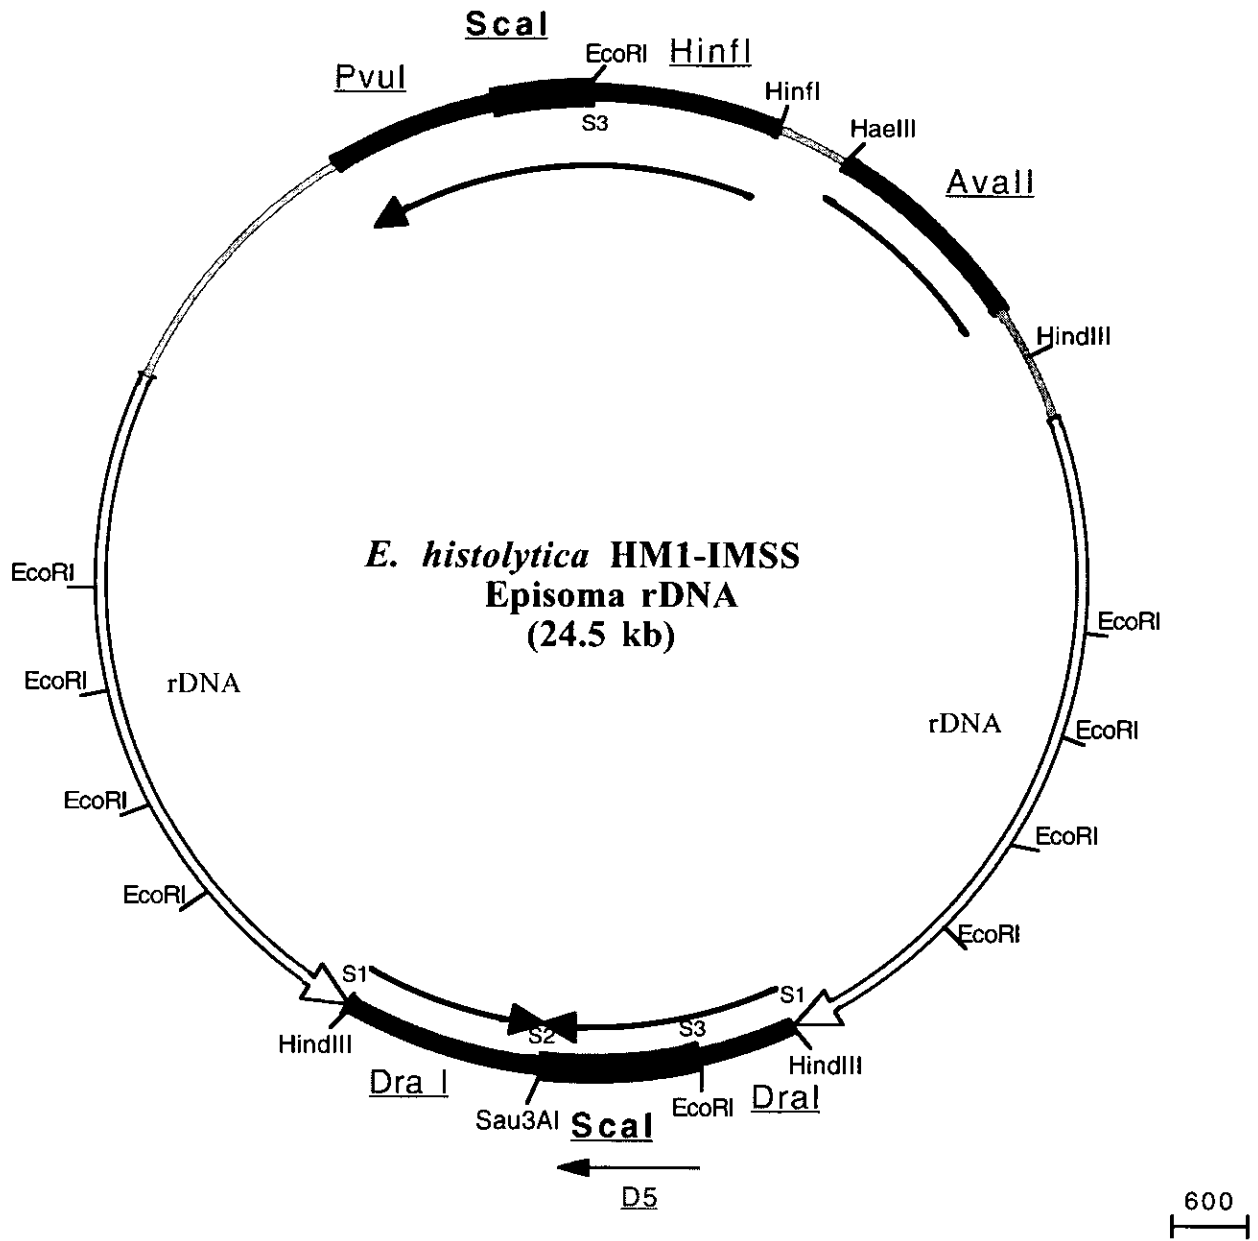 ScaI
EcoRI
HinfI
PvuI
HinfI
S3
HaeIII
AvaII
HindIII
E. histolytica HM1-IMSS
Episoma rDNA
(24.5 kb)
EcoRI
EcoRI
EcoRI
rDNA
rDNA
EcoRI
EcoRI
EcoRI
EcoRI
EcoRI
S1
S1
S2
S3
HindIII
HindIII
Dra I
DraI
Sau3AI
EcoRI
ScaI
D5
600